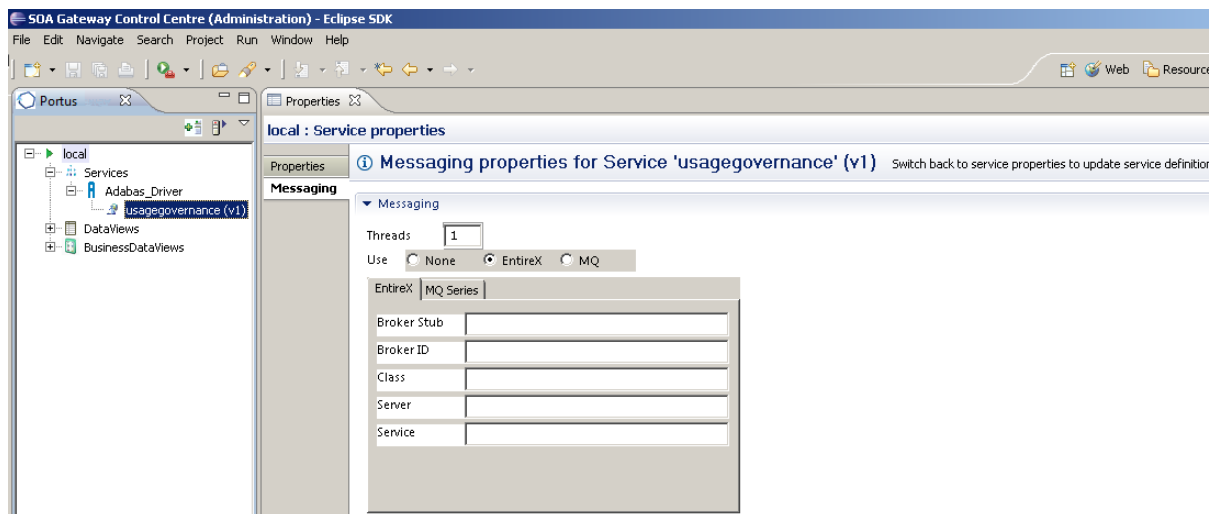 SOA Gateway Control Centre (Administration) - Eclipse SDK
File Edit Navigate Search Project Run Window Help
Web Resource
Portus
Properties
local : Service properties
local
Services
Adabas_Driver
usagegovernance (v1)
DataViews
BusinessDataViews
Properties
Messaging
Messaging properties for Service 'usagegovernance' (v1) Switch back to service properties to update service definition
Messaging
Threads 1
Use None EntireX MQ
EntireX MQ Series
Broker Stub
Broker ID
Class
Server
Service